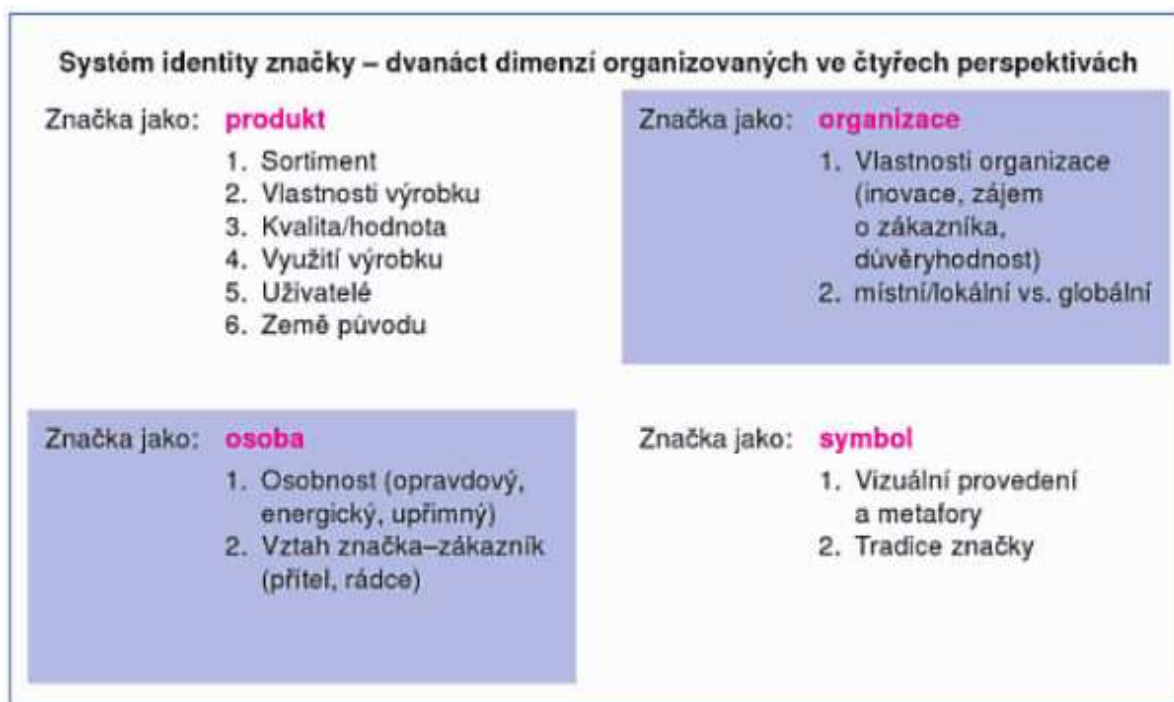 Systém identity značky – dvanáct dimenzí organizovaných ve čtyřech perspektivách
Značka jako: produkt
1. Sortiment
2. Vlastnosti výrobku
3. Kvalita/hodnota
4. Využití výrobku
5. Uživatelé
6. Země původu
Značka jako: organizace
1. Vlastnosti organizace
(inovace, zájem
o zákazníka,
důvěryhodnost)
2. místní/lokální vs. globální
Značka jako: osoba
1. Osobnost (opravdový,
energický, upřimný)
2. Vztah značka–zákazník
(přítel, rádce)
Značka jako: symbol
1. Vizuální provedení
a metafory
2. Tradice značky